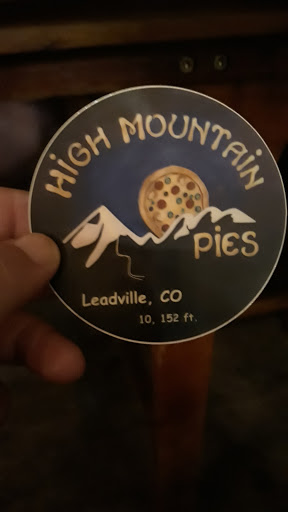 HIGH MOUNTAIN
PIES
Leadville, CO
10, 152 ft.